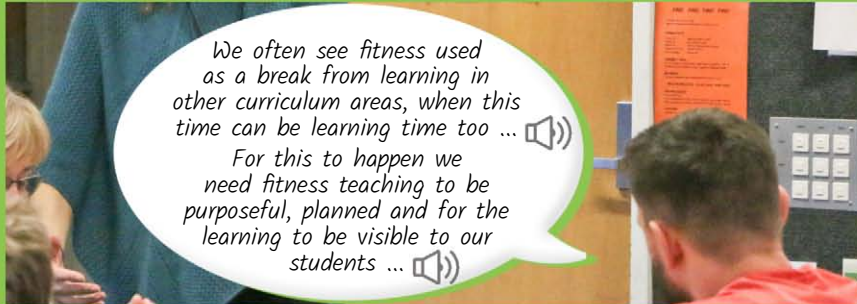 We often see fitness used
as a break from learning in
other curriculum areas, when this
time can be learning time too ...
For this to happen we
need fitness teaching to be
purposeful, planned and for the
learning to be visible to our
students ...